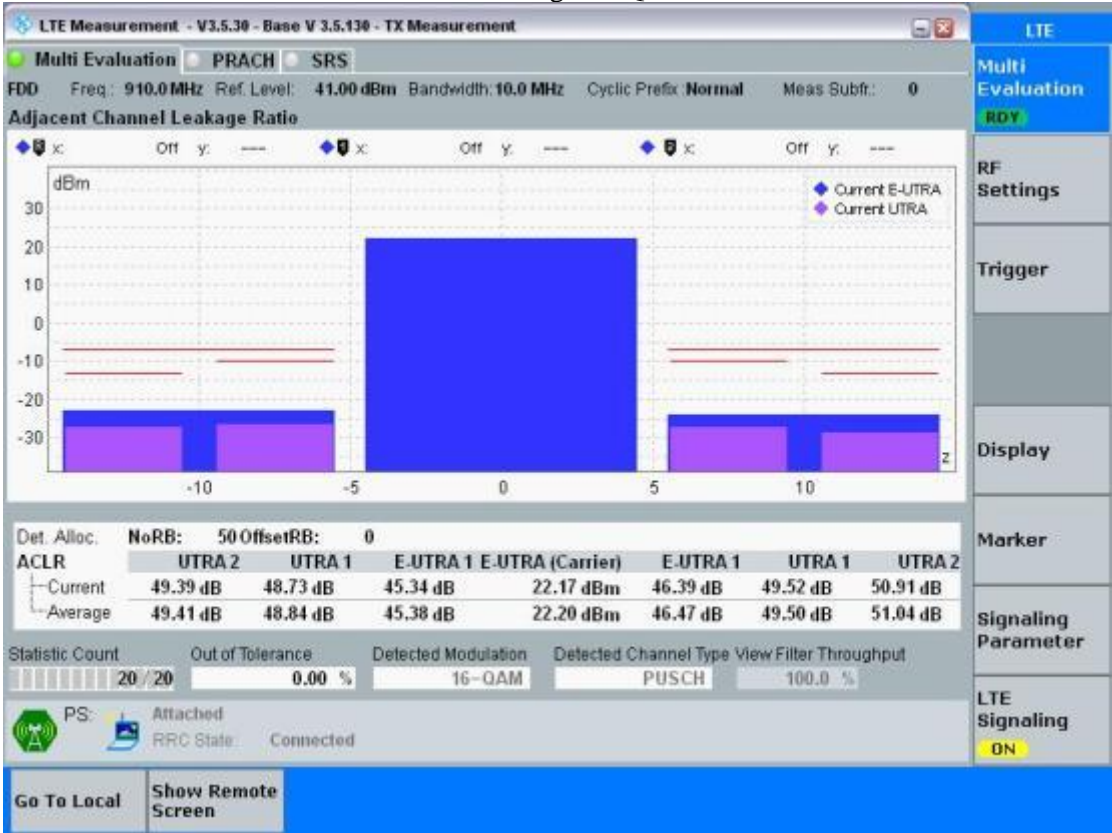 LTE Measurement - V3.5.30 - Base V 3.5.130 - TX Measurement
LTE
Multi Evaluation PRACH SRS
Multi Evaluation
RDY
FDD Freq.: 910.0 MHz Ref. Level: 41.00 dBm Bandwidth: 10.0 MHz Cyclic Prefix: Normal Meas Subfr.: 0
Adjacent Channel Leakage Ratio
x: Off y: --- x: Off y: --- x: Off y: ---
dBm
Current E-UTRA
Current UTRA
30
20
10
0
-10
-20
-30
z
-10 -5 0 5 10
RF
Settings
Trigger
Display
Marker
Signaling
Parameter
LTE
Signaling
ON
Det. Alloc. NoRB: 50 OffsetRB: 0
ACLR UTRA 2 UTRA 1 E-UTRA 1 E-UTRA (Carrier) E-UTRA 1 UTRA 1 UTRA 2
Current 49.39 dB 48.73 dB 45.34 dB 22.17 dBm 46.39 dB 49.52 dB 50.91 dB
Average 49.41 dB 48.84 dB 45.38 dB 22.20 dBm 46.47 dB 49.50 dB 51.04 dB
Statistic Count Out of Tolerance Detected Modulation Detected Channel Type View Filter Throughput
20 / 20 0.00 % 16-QAM PUSCH 100.0 %
PS: Attached
RRC State: Connected
Go To Local
Show Remote
Screen